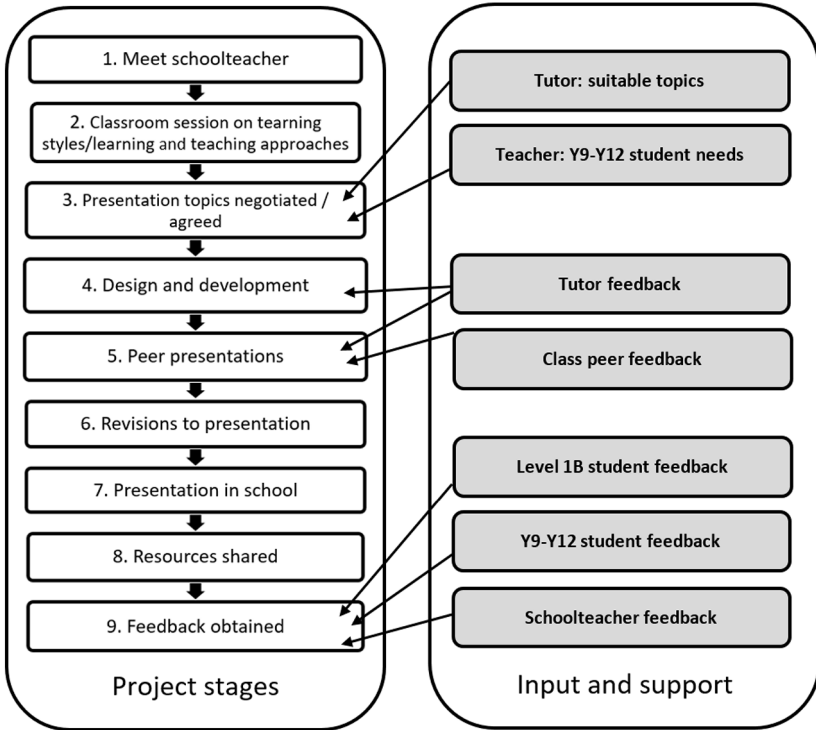 1. Meet schoolteacher
2. Classroom session on tearning
styles/learning and teaching approaches
3. Presentation topics negotiated /
agreed
4. Design and development
5. Peer presentations
6. Revisions to presentation
7. Presentation in school
8. Resources shared
9. Feedback obtained
Project stages
Tutor: suitable topics
Teacher: Y9-Y12 student needs
Tutor feedback
Class peer feedback
Level 1B student feedback
Y9-Y12 student feedback
Schoolteacher feedback
Input and support